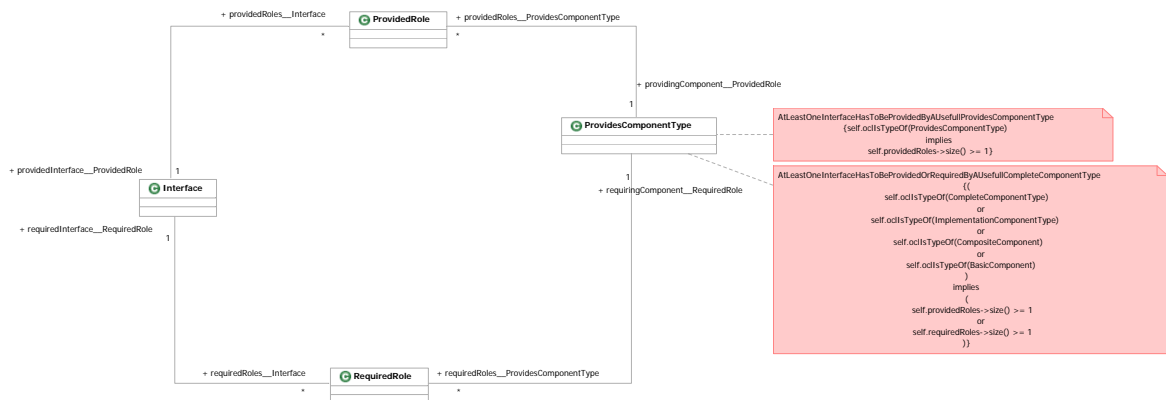 + providedRoles__Interface
*
C ProvidedRole
+ providedRoles__ProvidesComponentType
*
+ providingComponent__ProvidedRole
1
C ProvidesComponentType
1
+ requiringComponent__RequiredRole
AtLeastOneInterfaceHasToBeProvidedByAUsefullProvidesComponentType
{self.oclIsTypeOf(ProvidesComponentType)
implies
self.providedRoles->size() >= 1}
AtLeastOneInterfaceHasToBeProvidedOrRequiredByAUsefullCompleteComponentType
{(
self.oclIsTypeOf(CompleteComponentType)
or
self.oclIsTypeOf(ImplementationComponentType)
or
self.oclIsTypeOf(CompositeComponent)
or
self.oclIsTypeOf(BasicComponent)
)
implies
(
self.providedRoles->size() >= 1
or
self.requiredRoles->size() >= 1
)}
+ providedInterface__ProvidedRole
1
C Interface
+ requiredInterface__RequiredRole
1
+ requiredRoles__Interface
*
C RequiredRole
+ requiredRoles__ProvidesComponentType
*